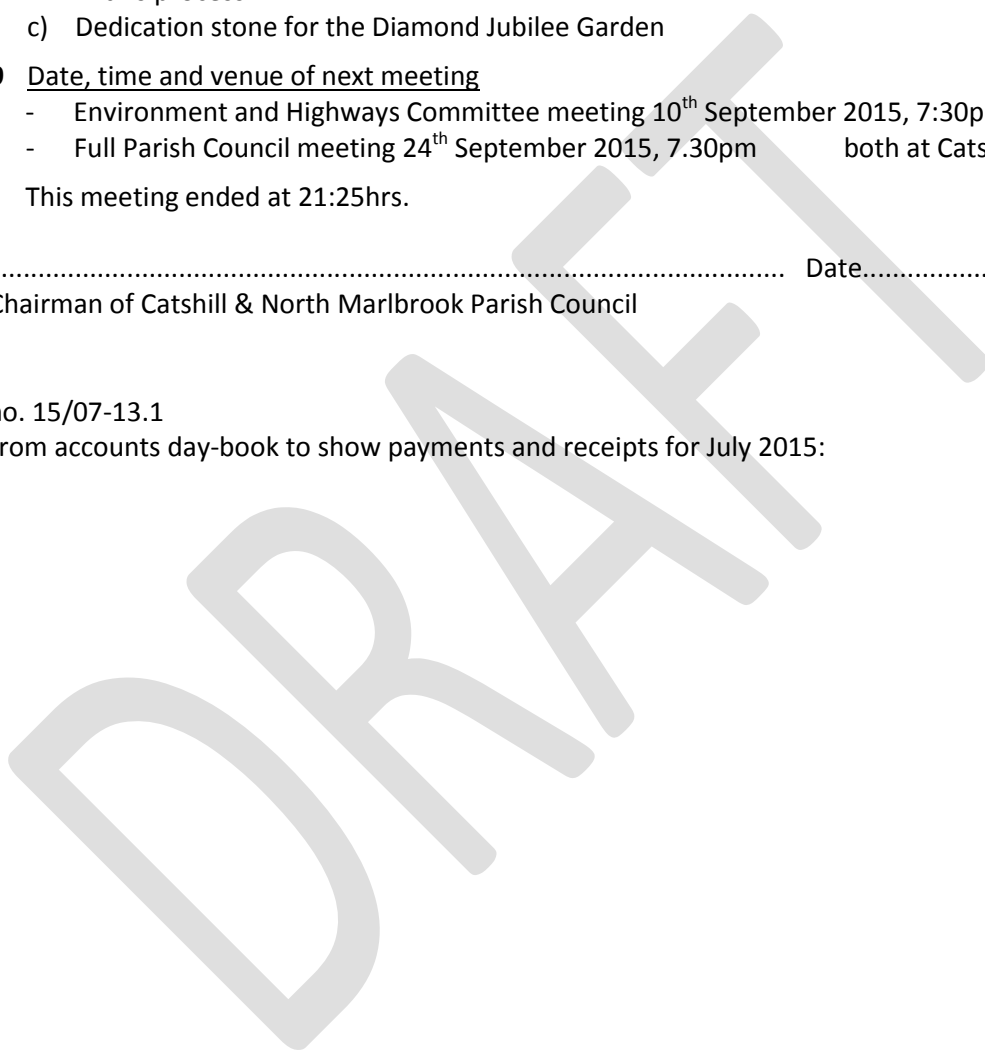 c) Dedication stone for the Diamond Jubilee Garden
Date, time and venue of next meeting
- Environment and Highways Committee meeting 10th September 2015, 7:30p
- Full Parish Council meeting 24th September 2015, 7.30pm both at Cats
This meeting ended at 21:25hrs.
........................................................................................................... Date.................
Chairman of Catshill & North Marlbrook Parish Council
no. 15/07-13.1
rom accounts day-book to show payments and receipts for July 2015:
DRAFT